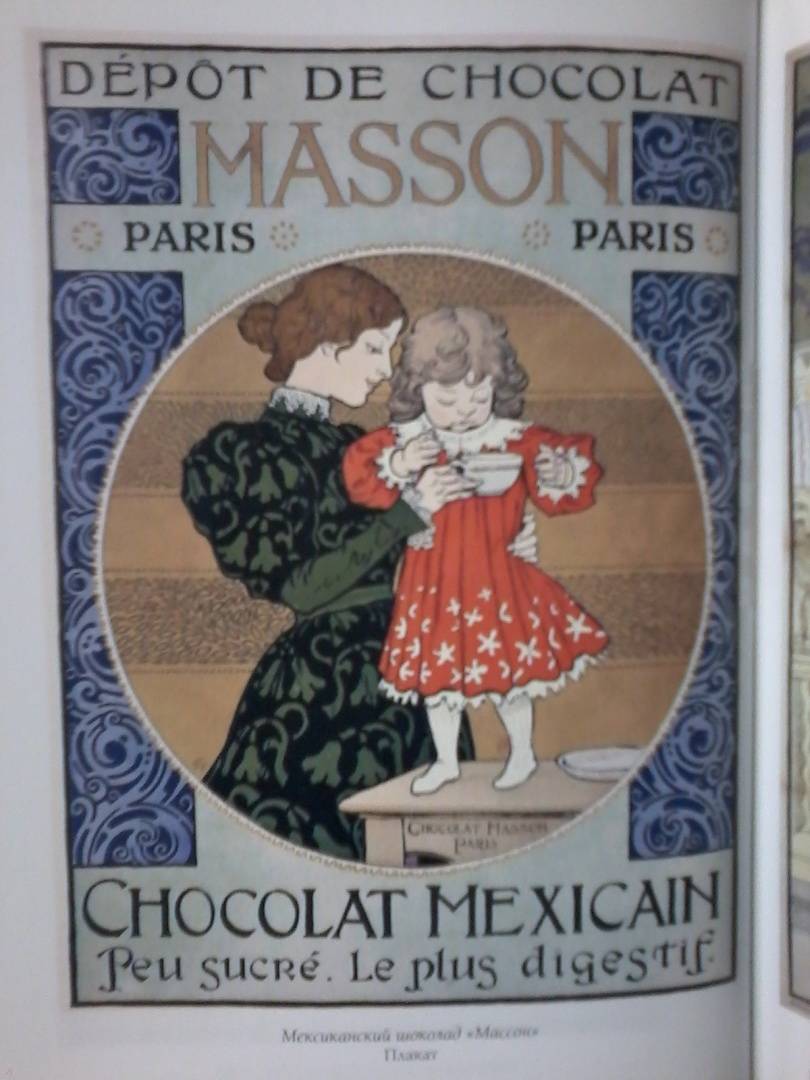 DÉPÔT DE CHOCOLAT
MASSON
PARIS PARIS
CHOCOLAT MASSON
PARIS
CHOCOLAT MEXICAIN
Peu sucré. Le plus digestif.
Мексиканский шоколад «Массон»
Плакат